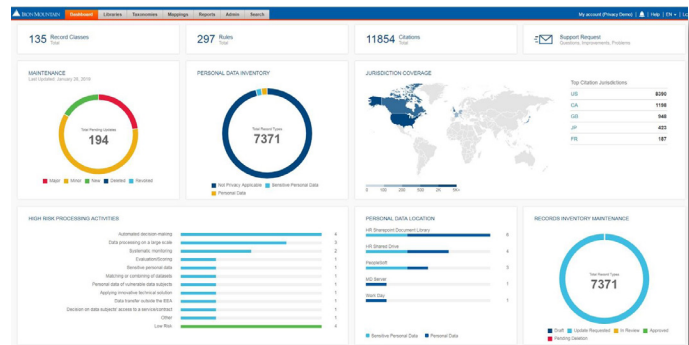 IRON MOUNTAIN Dashboard Libraries Taxonomies Mappings Reports Admin Search My account (Privacy Demo) Help EN
135 Record Classes
Total
297 Rules
Total
11854 Citations
Total
Support Request
Questions, Improvements, Problems
MAINTENANCE
Total Pending Updates
194
Major Minor New Deleted Revoked
PERSONAL DATA INVENTORY
Total Record Types
7371
Not Privacy Applicable Sensitive Personal Data
Personal Data
JURISDICTION COVERAGE
Top Citation Jurisdictions
US 8390
CA 1198
GB 948
JP 423
FR 187
HIGH RISK PROCESSING ACTIVITIES
Automated decision-making 4
Data processing on a large scale 3
Systematic monitoring 2
Evaluation/Scoring 1
Sensitive personal data 1
Matching or combining of datasets 1
Personal data of vulnerable data subjects 1
Applying innovative technical solution 1
Data transfer outside the EEA 1
Decision on data subjects' access to a service/contract 1
Other 1
Low Risk 4
PERSONAL DATA LOCATION
HR Sharepoint Document Library
HR Shared Drive 4
PeopleSoft 3
MD Server 1
Work Day 1
Sensitive Personal Data Personal Data
RECORDS INVENTORY MAINTENANCE
Total Record Types
7371
Draft Update Requested In Review Approved
Pending Deletion